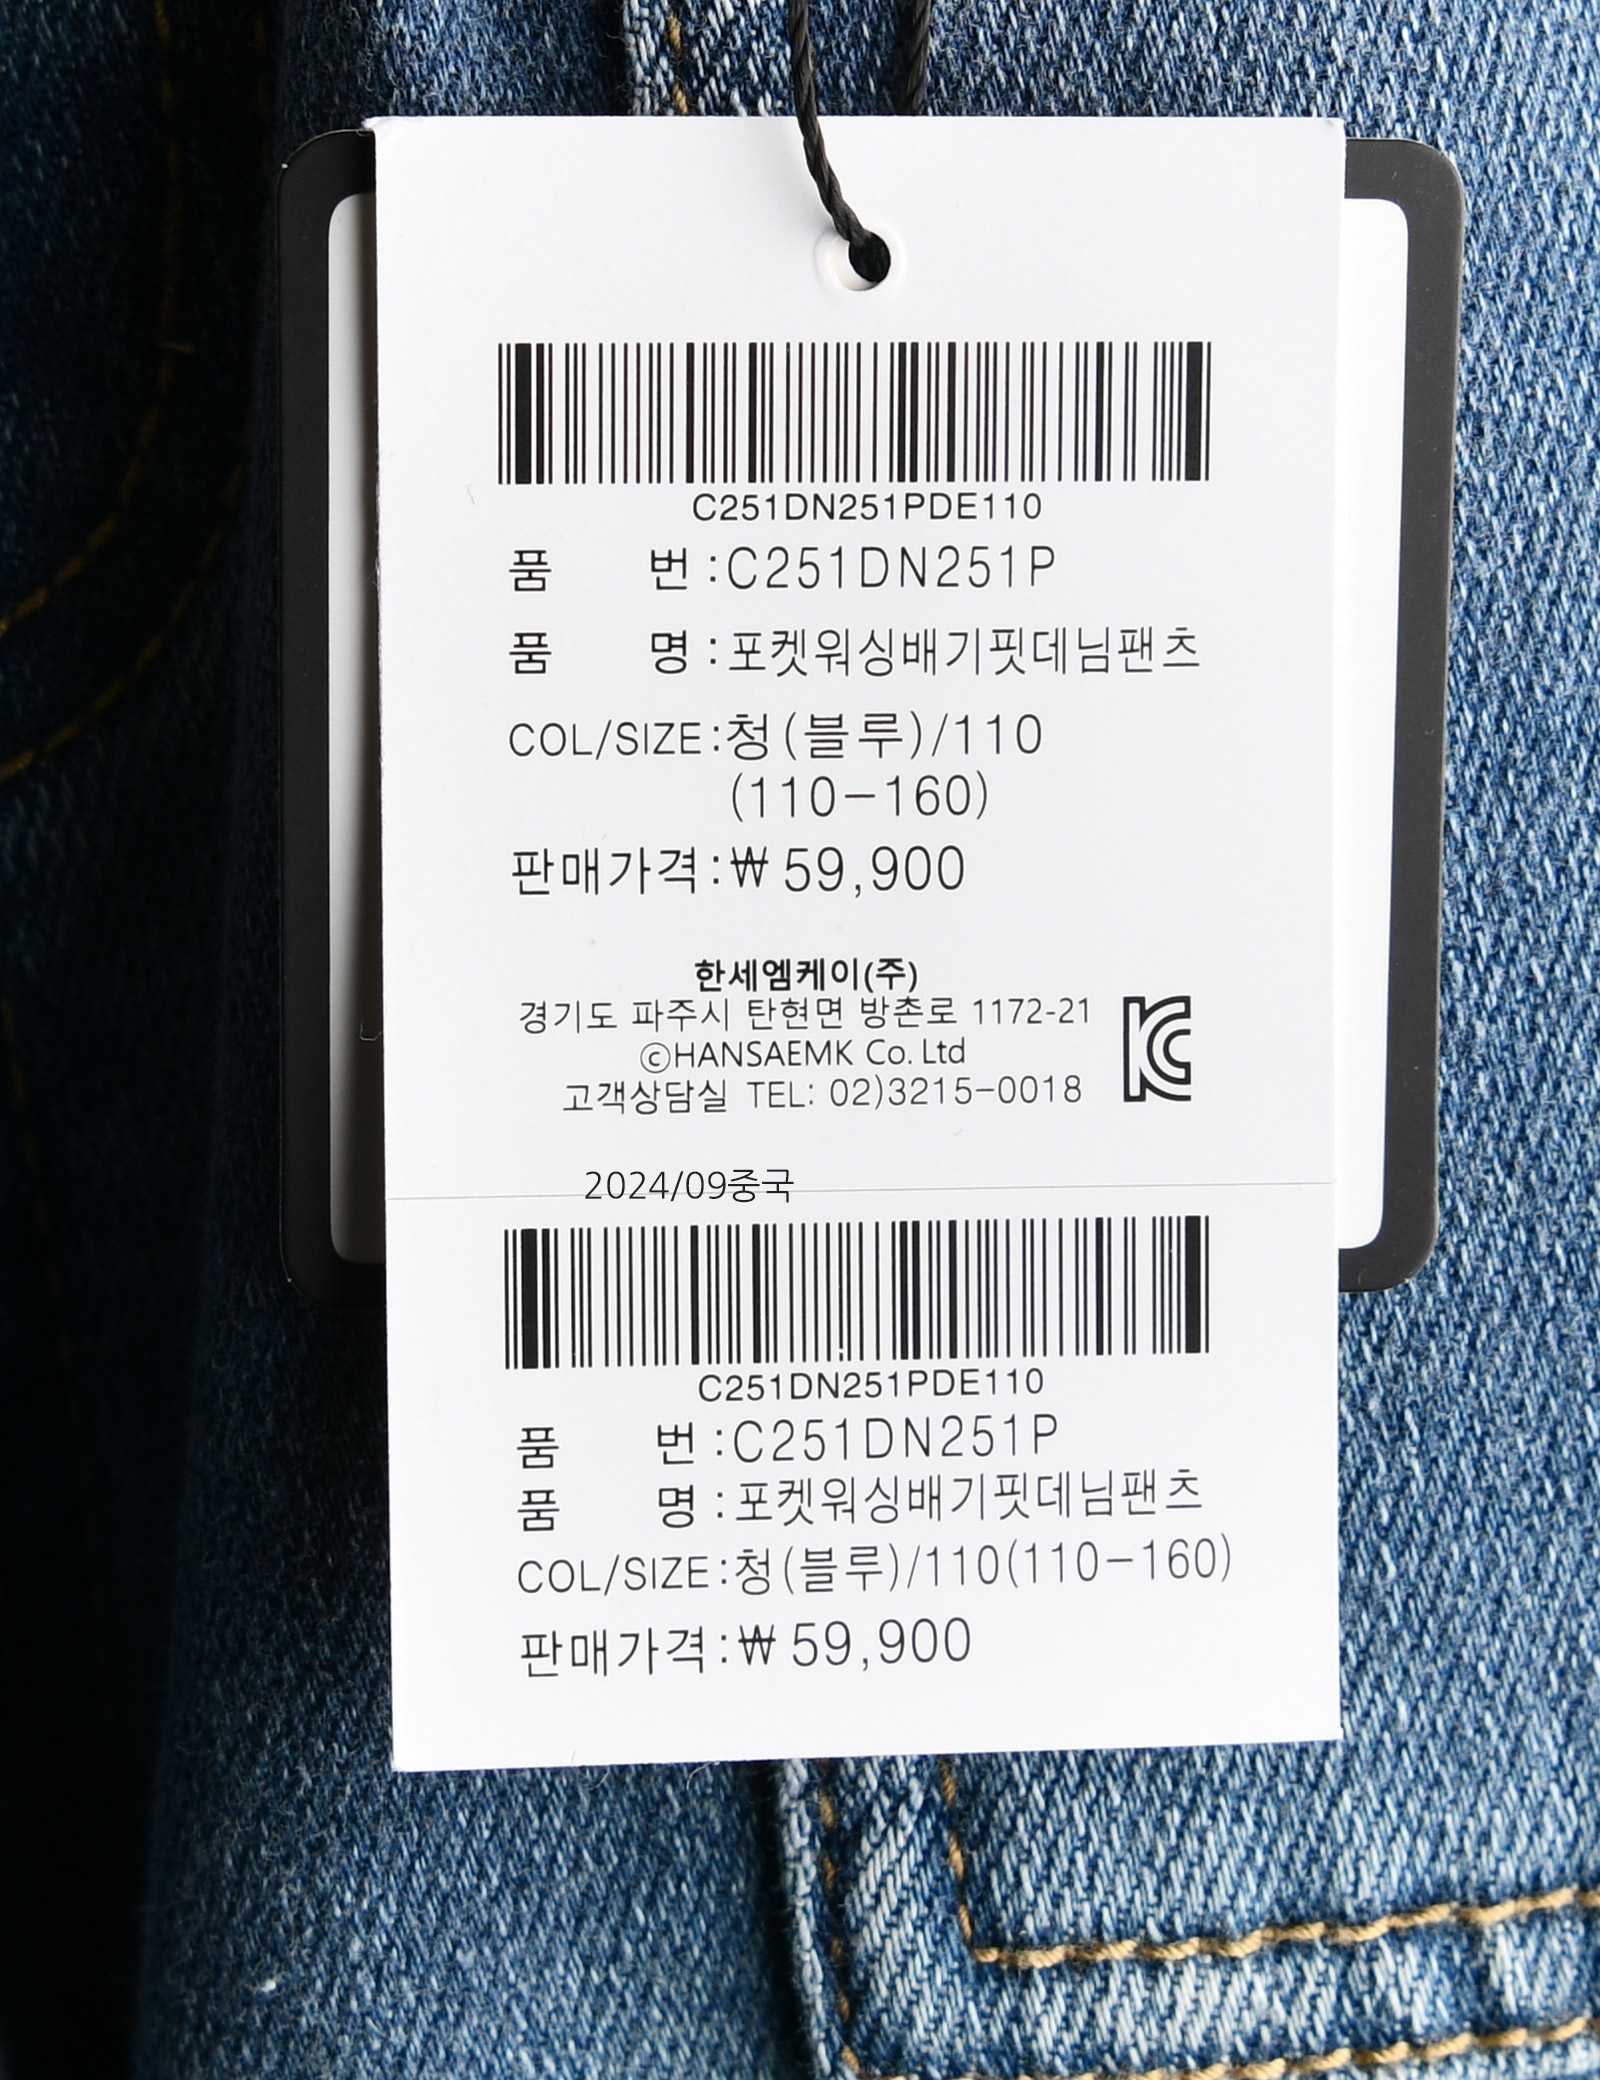 C251DN251PDE110
품 번 :C251DN251P
품 명 :포켓워싱배기핏데님팬츠
COL/SIZE:청(블루)/110
(110-160)
판매가격:₩ 59,900
한세엠케이(주)
경기도 파주시 탄현면 방촌로 1172-21
ⓒHANSAEMK Co. Ltd
고객상담실 TEL: 02)3215-0018
KC
2024/09중국
C251DN251PDE110
품 번 :C251DN251P
품 명 :포켓워싱배기핏데님팬츠
COL/SIZE:청(블루)/110(110-160)
판매가격:₩ 59,900